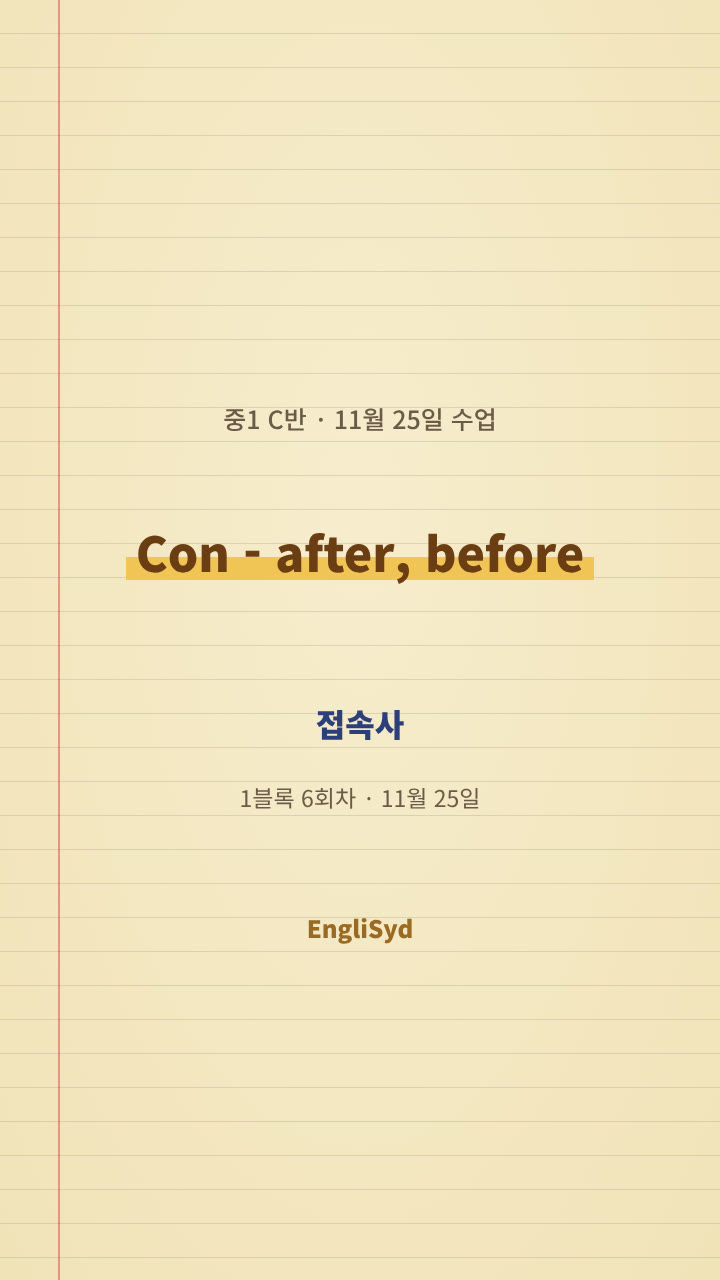 중1 C반 · 11월 25일 수업
Con - after, before
접속사
1블록 6회차 · 11월 25일
EngliSyd